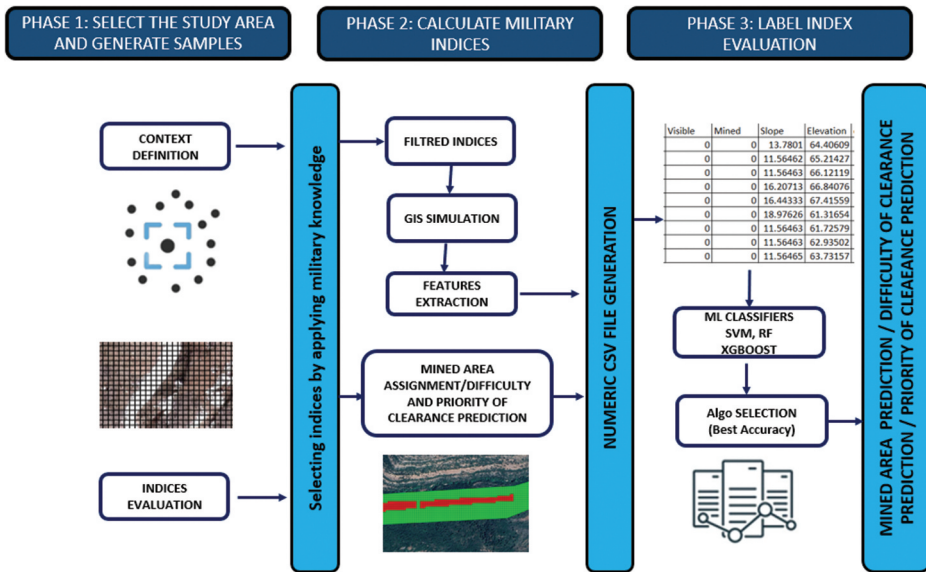 PHASE 1: SELECT THE STUDY AREA
AND GENERATE SAMPLES
PHASE 2: CALCULATE MILITARY
INDICES
PHASE 3: LABEL INDEX
EVALUATION
CONTEXT
DEFINITION
INDICES
EVALUATION
Selecting indices by applying military knowledge
FILTRED INDICES
GIS SIMULATION
FEATURES
EXTRACTION
MINED AREA
ASSIGNMENT/DIFFICULTY
AND PRIORITY OF
CLEARANCE PREDICTION
NUMERIC CSV FILE GENERATION
Visible Mined Slope Elevation
0 0 13.7801 64.40609
0 0 11.56462 65.21427
0 0 11.56463 66.12119
0 0 16.20713 66.84076
0 0 16.44333 67.41559
0 0 18.97626 61.31654
0 0 11.56463 61.72579
0 0 11.56463 62.93502
0 0 11.56465 63.73157
ML CLASSIFIERS
SVM, RF
XGBOOST
Algo SELECTION
(Best Accuracy)
MINED AREA PREDICTION / DIFFICULTY OF CLEARANCE
PREDICTION / PRIORITY OF CLEAEANCE PREDICTION